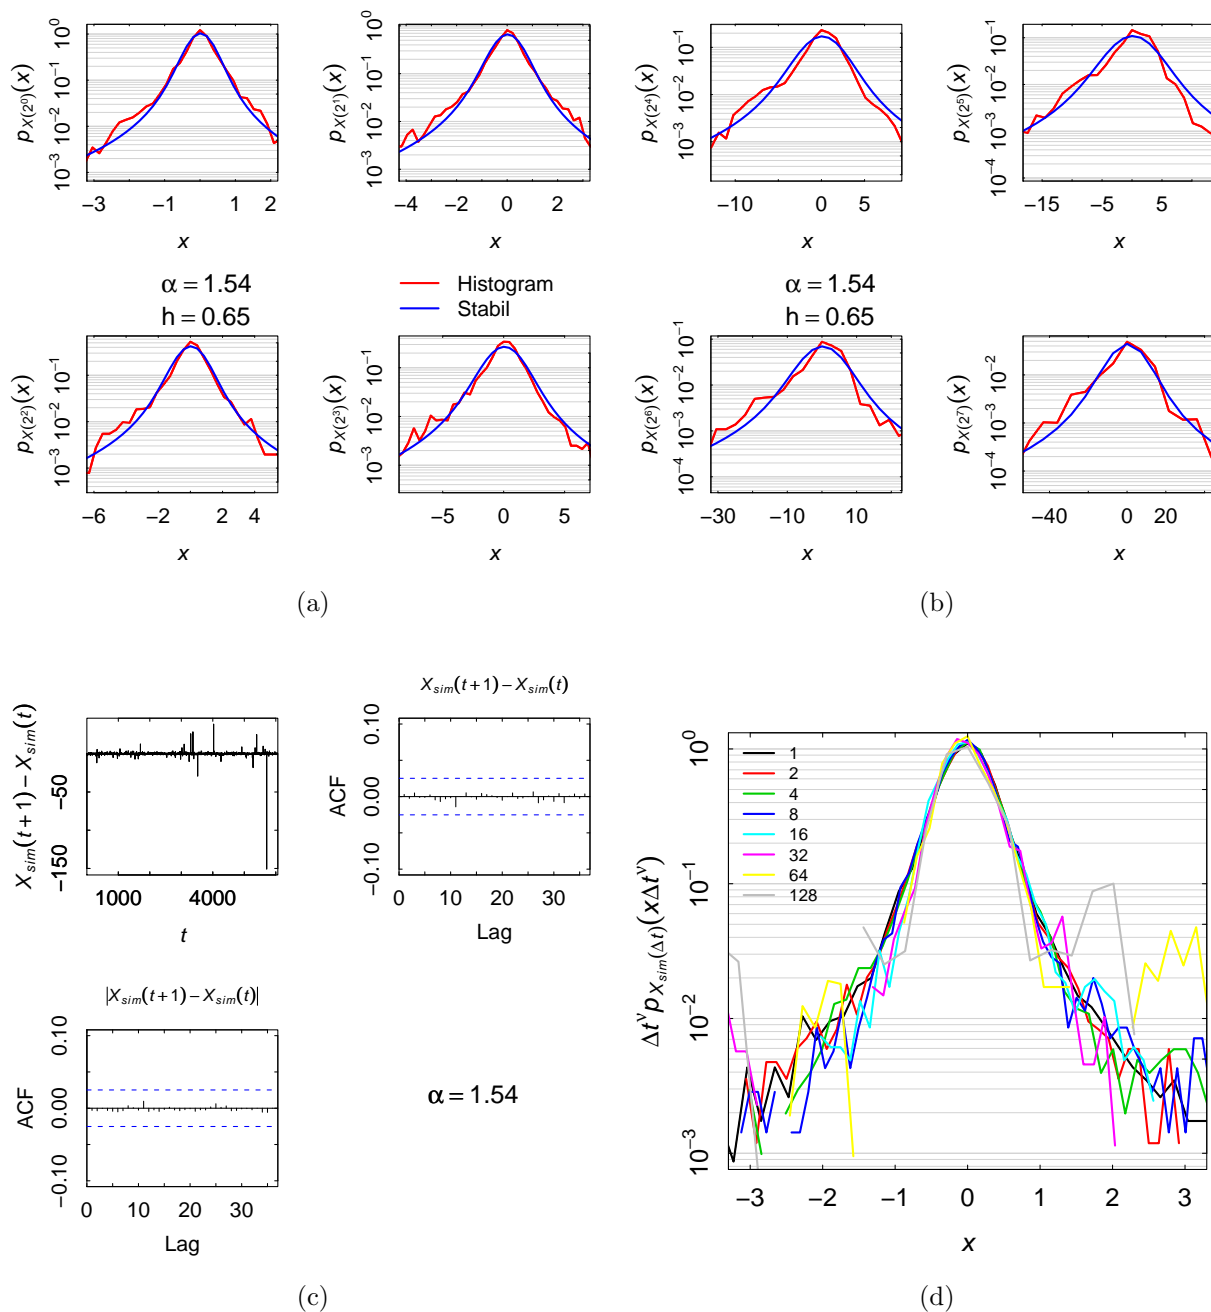 p_{X(2^0)}(x)
10^0
10^{-1}
10^{-2}
10^{-3}
−3 −1 1 2
x
p_{X(2^1)}(x)
10^0
10^{-1}
10^{-2}
10^{-3}
−4 −2 0 2
x
p_{X(2^4)}(x)
10^{-1}
10^{-2}
10^{-3}
10^{-4}
−10 0 5
x
p_{X(2^5)}(x)
10^{-1}
10^{-2}
10^{-3}
10^{-4}
−15 −5 5
x
α = 1.54
h = 0.65
Histogram
Stabil
α = 1.54
h = 0.65
p_{X(2^2)}(x)
10^{-1}
10^{-2}
10^{-3}
−6 −2 2 4
x
p_{X(2^3)}(x)
10^{-1}
10^{-2}
10^{-3}
−5 0 5
x
p_{X(2^6)}(x)
10^{-1}
10^{-2}
10^{-3}
10^{-4}
−30 −10 0 10
x
p_{X(2^7)}(x)
10^{-2}
10^{-3}
10^{-4}
−40 0 20
x
(a)
(b)
X_{sim}(t+1) − X_{sim}(t)
−50
−150
1000 4000
t
X_{sim}(t+1) − X_{sim}(t)
ACF
0.10
0.00
−0.10
0 10 20 30
Lag
|X_{sim}(t+1) − X_{sim}(t)|
ACF
0.10
0.00
−0.10
0 10 20 30
Lag
α = 1.54
(c)
Δt^ν p_{X_{sim}(Δt)}(xΔt^ν)
10^0
10^{-1}
10^{-2}
10^{-3}
1
2
4
8
16
32
64
128
−3 −2 −1 0 1 2 3
x
(d)